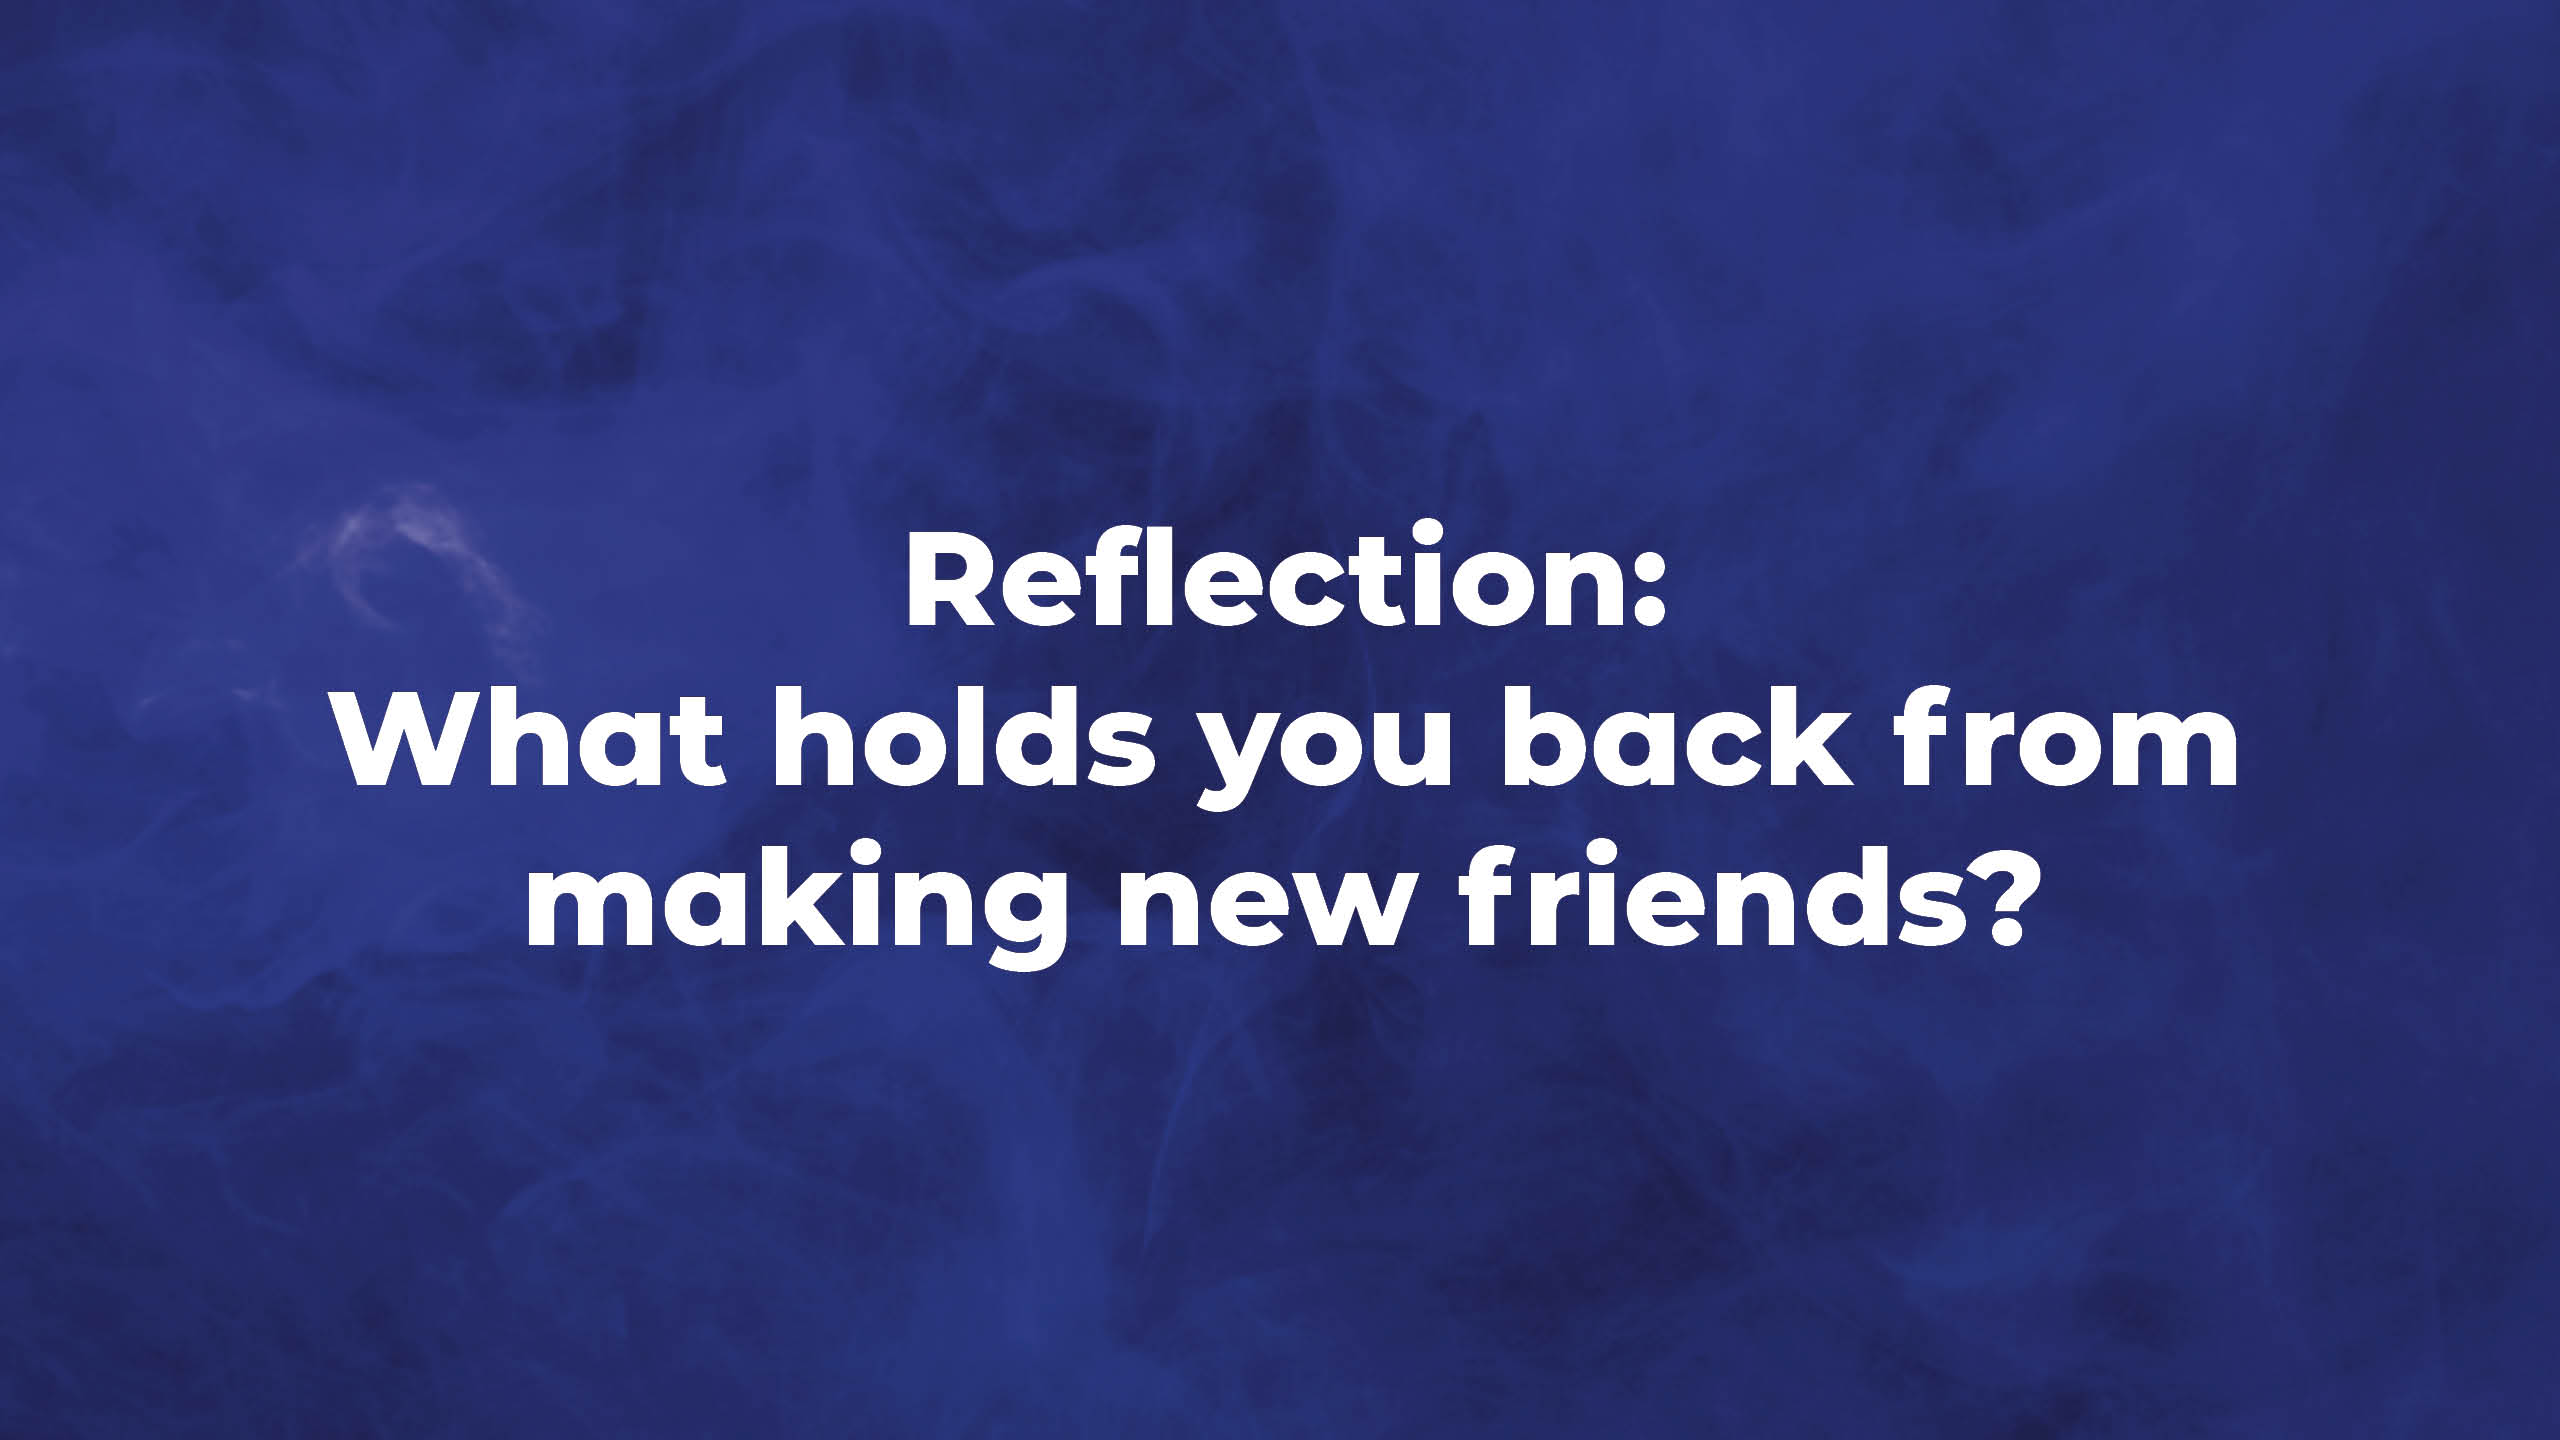 Reflection:
What holds you back from
making new friends?